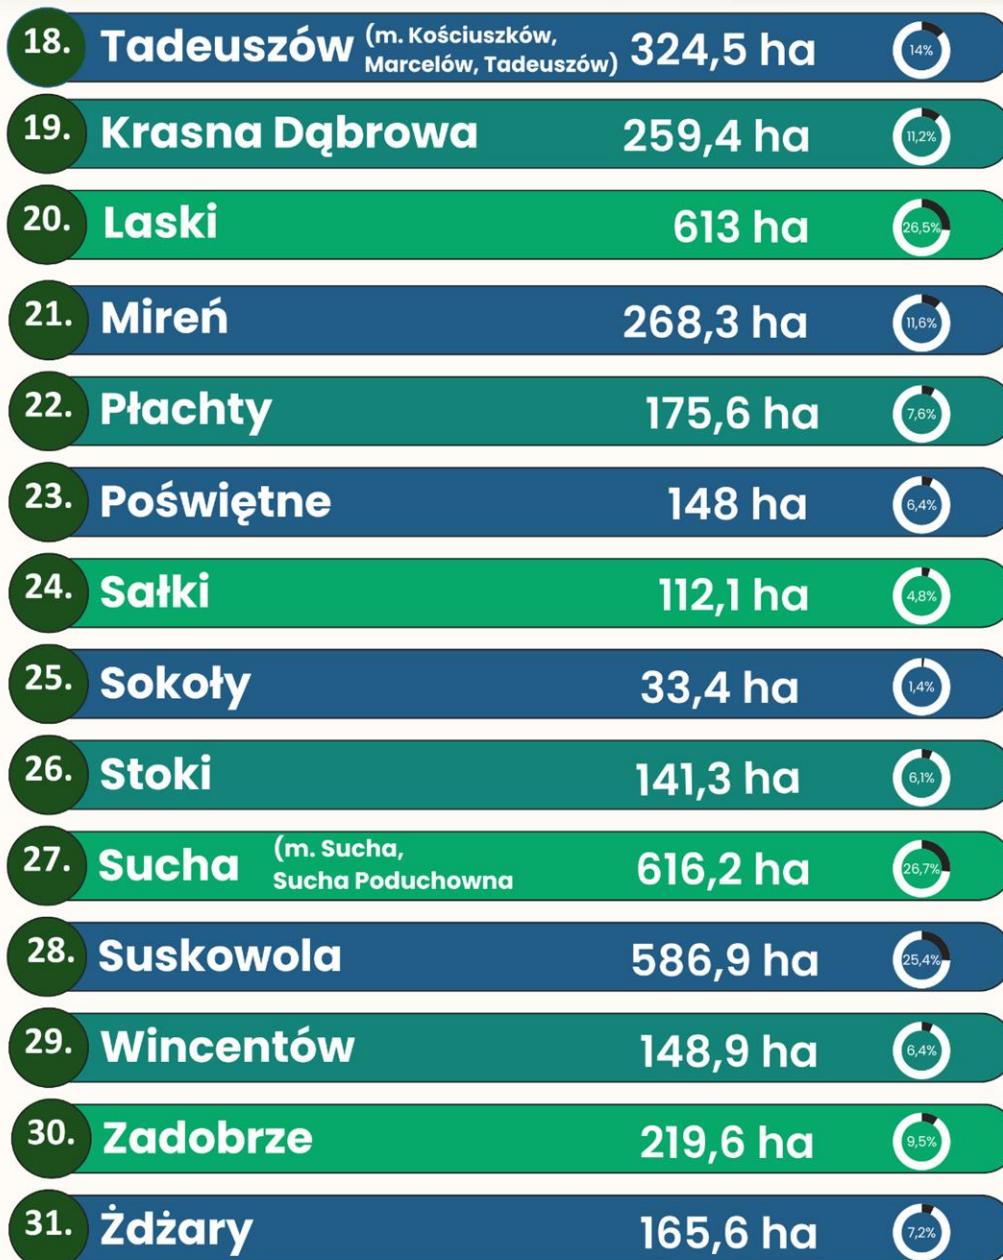 18. Tadeuszów (m. Kościuszków, Marcelów, Tadeuszów) 324,5 ha 14%
19. Krasna Dąbrowa 259,4 ha 11,2%
20. Laski 613 ha 26,5%
21. Mireń 268,3 ha 11,6%
22. Płachty 175,6 ha 7,6%
23. Poświętne 148 ha 6,4%
24. Sałki 112,1 ha 4,8%
25. Sokoły 33,4 ha 1,4%
26. Stoki 141,3 ha 6,1%
27. Sucha (m. Sucha, Sucha Poduchowna 616,2 ha 26,7%
28. Suskowola 586,9 ha 25,4%
29. Wincentów 148,9 ha 6,4%
30. Zadobrze 219,6 ha 9,5%
31. Żdżary 165,6 ha 7,2%